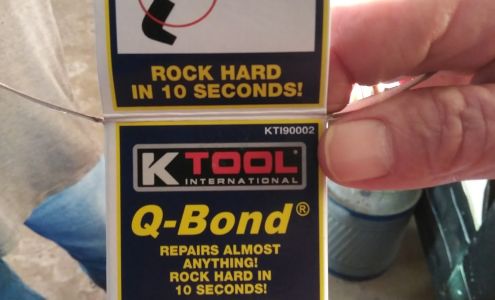 ROCK HARD
IN 10 SECONDS!
KTI90002
K TOOL
INTERNATIONAL
Q-Bond®
REPAIRS ALMOST
ANYTHING!
ROCK HARD IN
10 SECONDS!